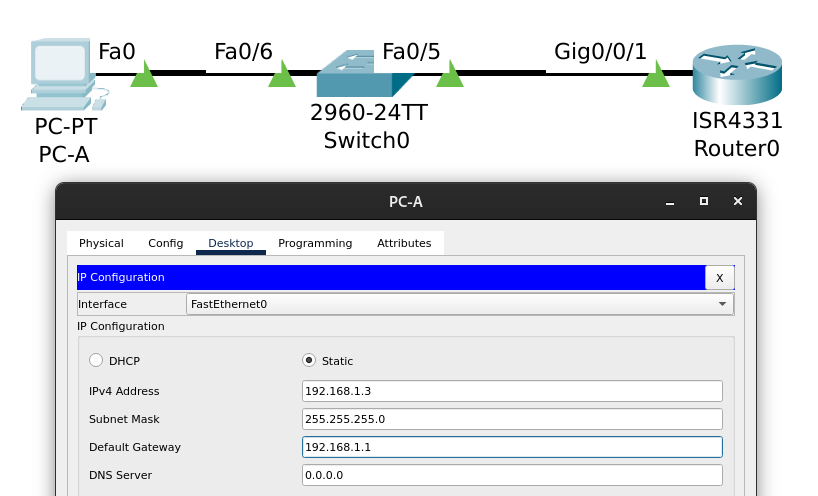 Fa0 Fa0/6 Fa0/5 Gig0/0/1
PC-PT
PC-A
2960-24TT
Switch0
ISR4331
Router0
PC-A
Physical Config Desktop Programming Attributes
IP Configuration X
Interface FastEthernet0
IP Configuration
DHCP Static
IPv4 Address 192.168.1.3
Subnet Mask 255.255.255.0
Default Gateway 192.168.1.1
DNS Server 0.0.0.0